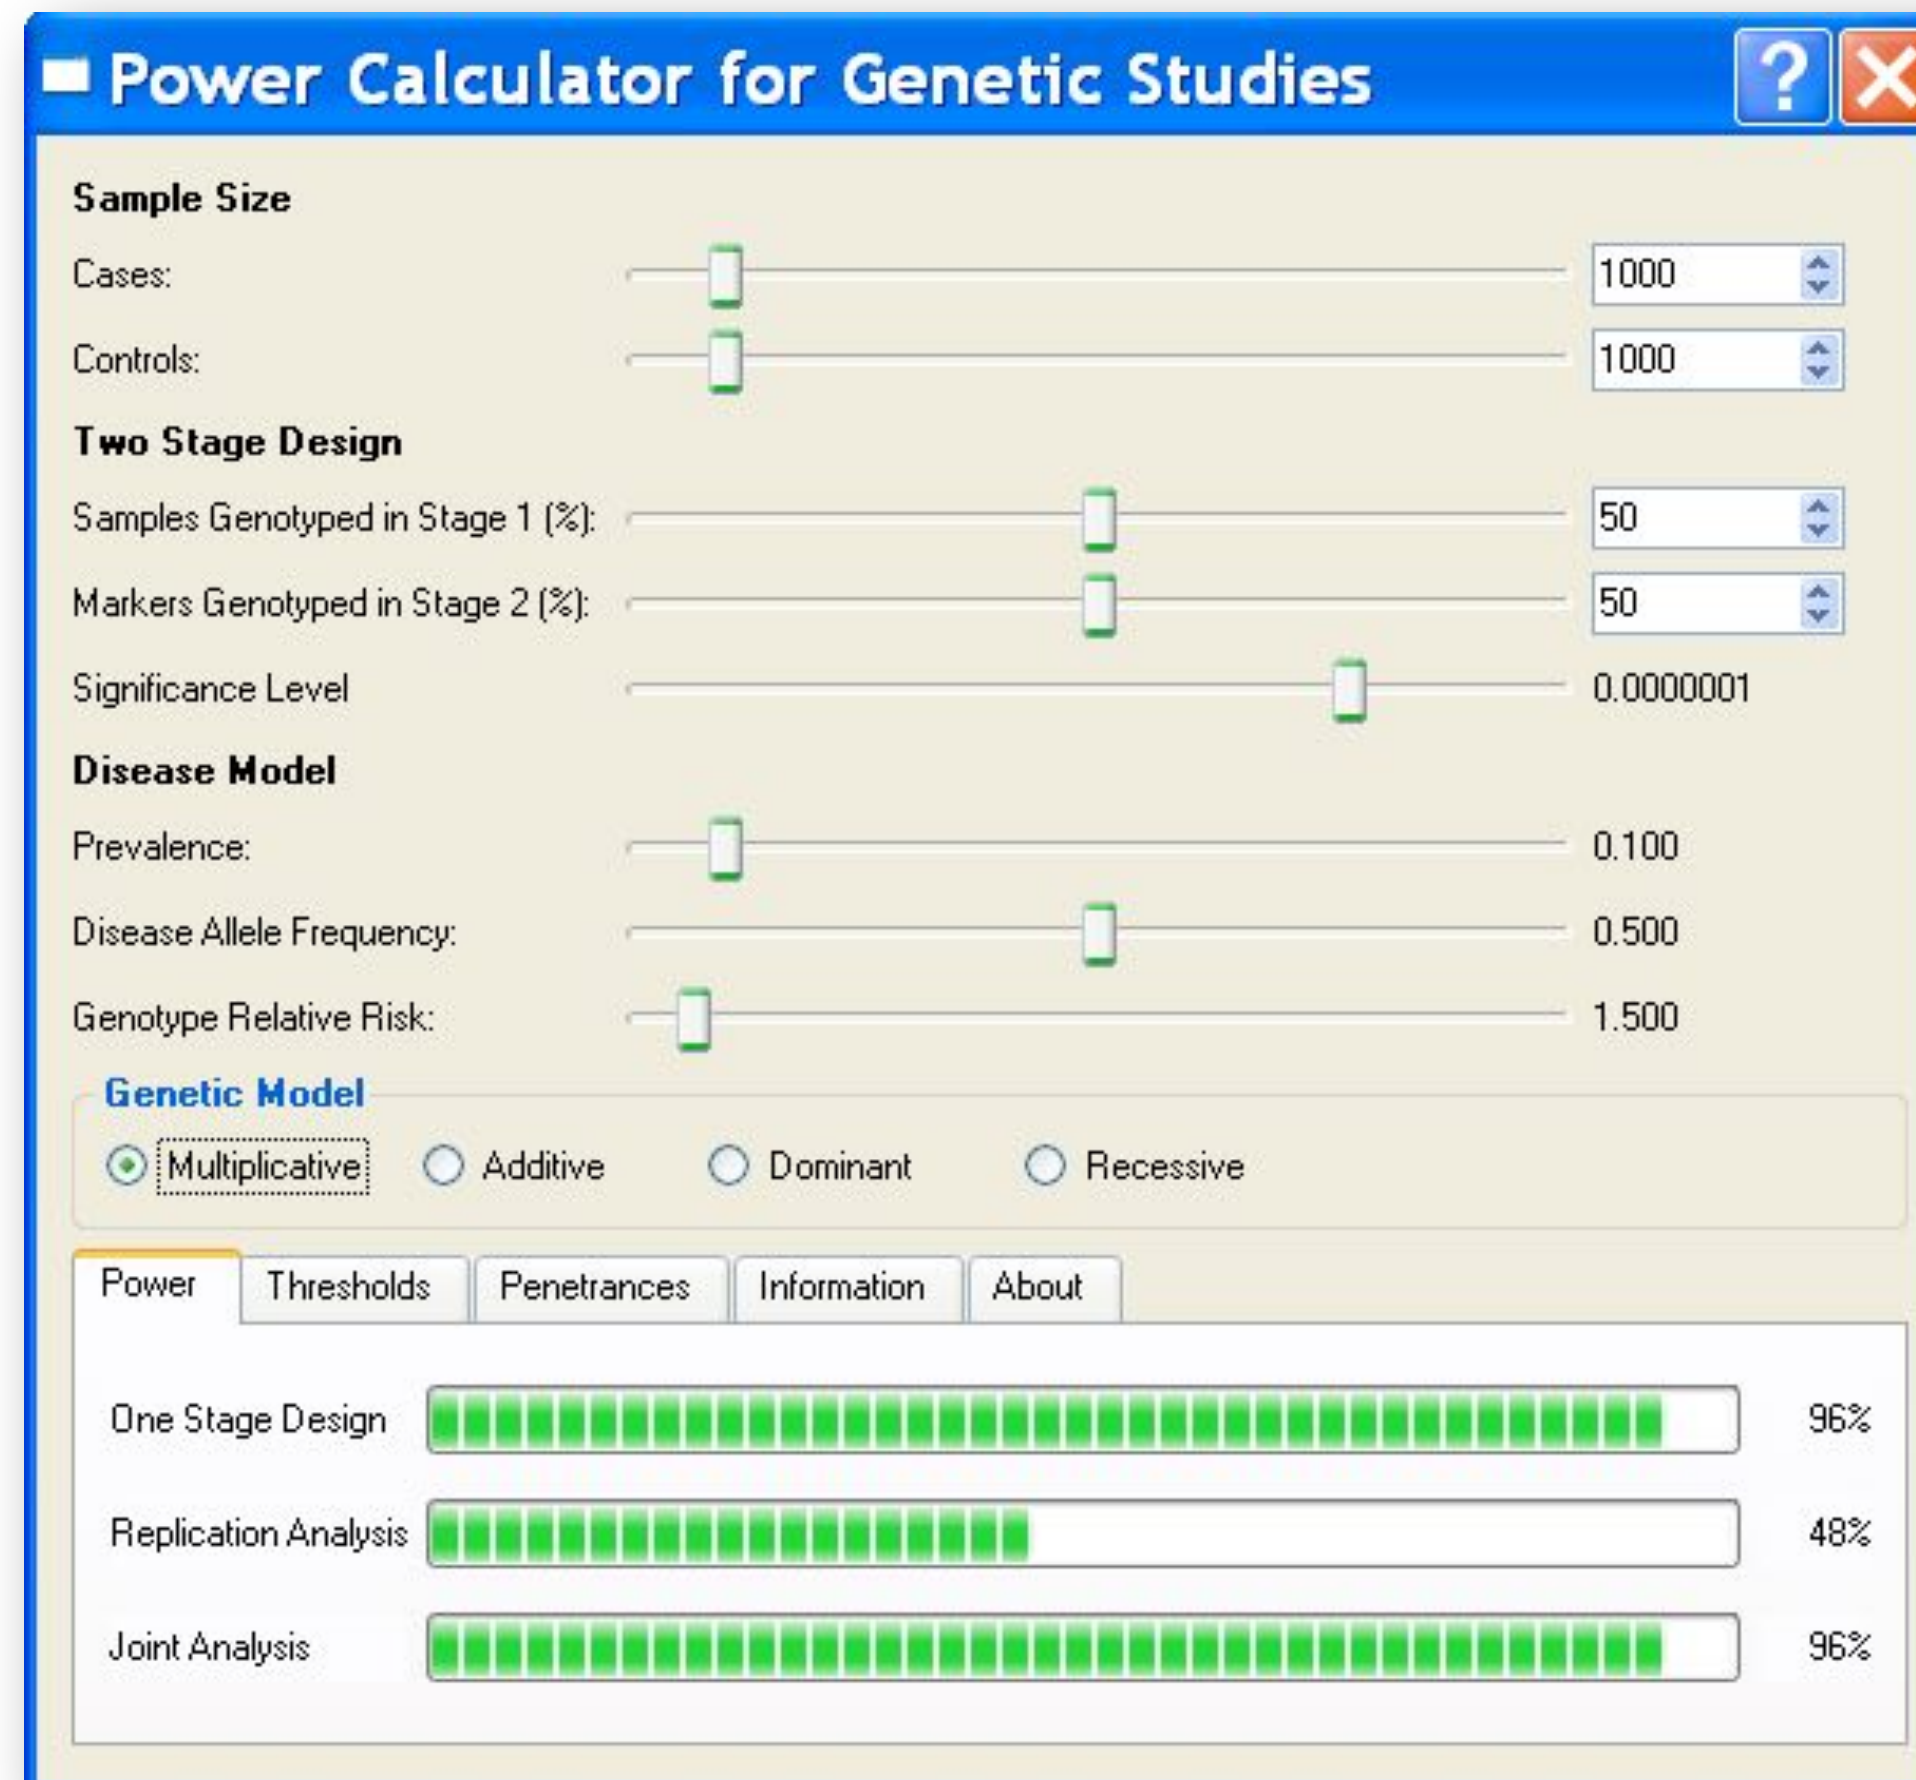 Power Calculator for Genetic Studies
Sample Size
Cases: 1000
Controls: 1000
Two Stage Design
Samples Genotyped in Stage 1 (%): 50
Markers Genotyped in Stage 2 (%): 50
Significance Level 0.0000001
Disease Model
Prevalence: 0.100
Disease Allele Frequency: 0.500
Genotype Relative Risk: 1.500
Genetic Model
Multiplicative Additive Dominant Recessive
Power Thresholds Penetrances Information About
One Stage Design 96%
Replication Analysis 48%
Joint Analysis 96%